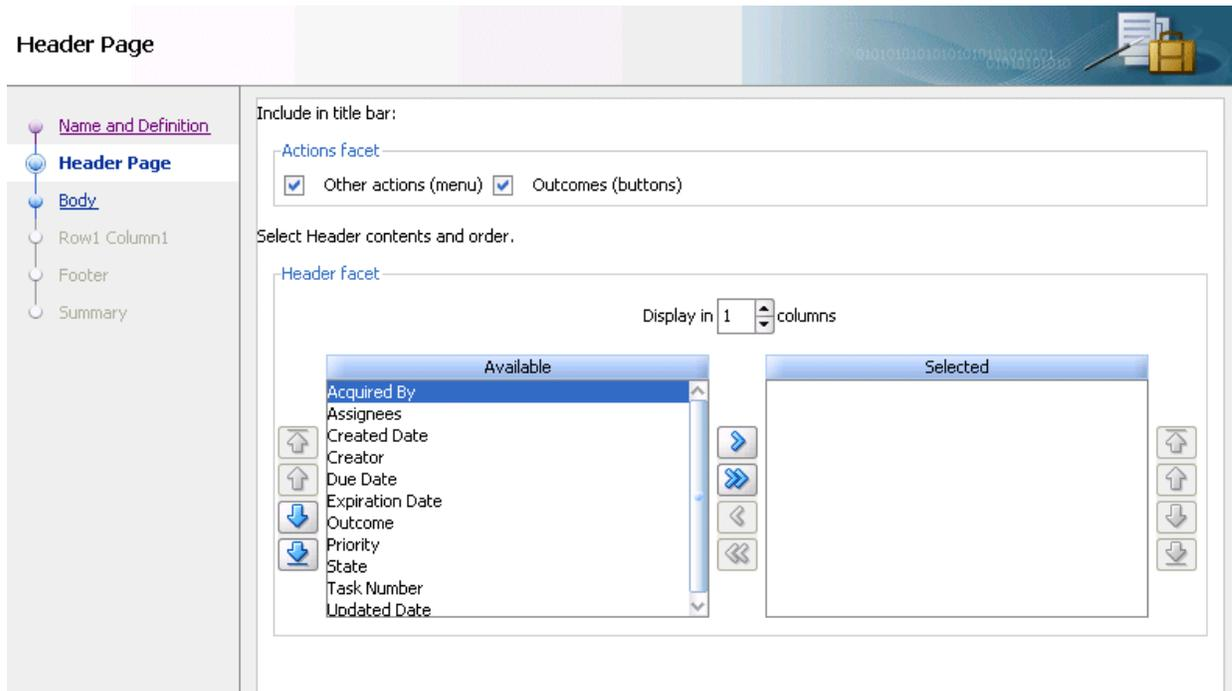 Header Page
Name and Definition
Header Page
Body
Row1 Column1
Footer
Summary
Include in title bar:
Actions facet
Other actions (menu) Outcomes (buttons)
Select Header contents and order.
Header facet
Display in 1 columns
Available
Acquired By
Assignees
Created Date
Creator
Due Date
Expiration Date
Outcome
Priority
State
Task Number
Updated Date
Selected